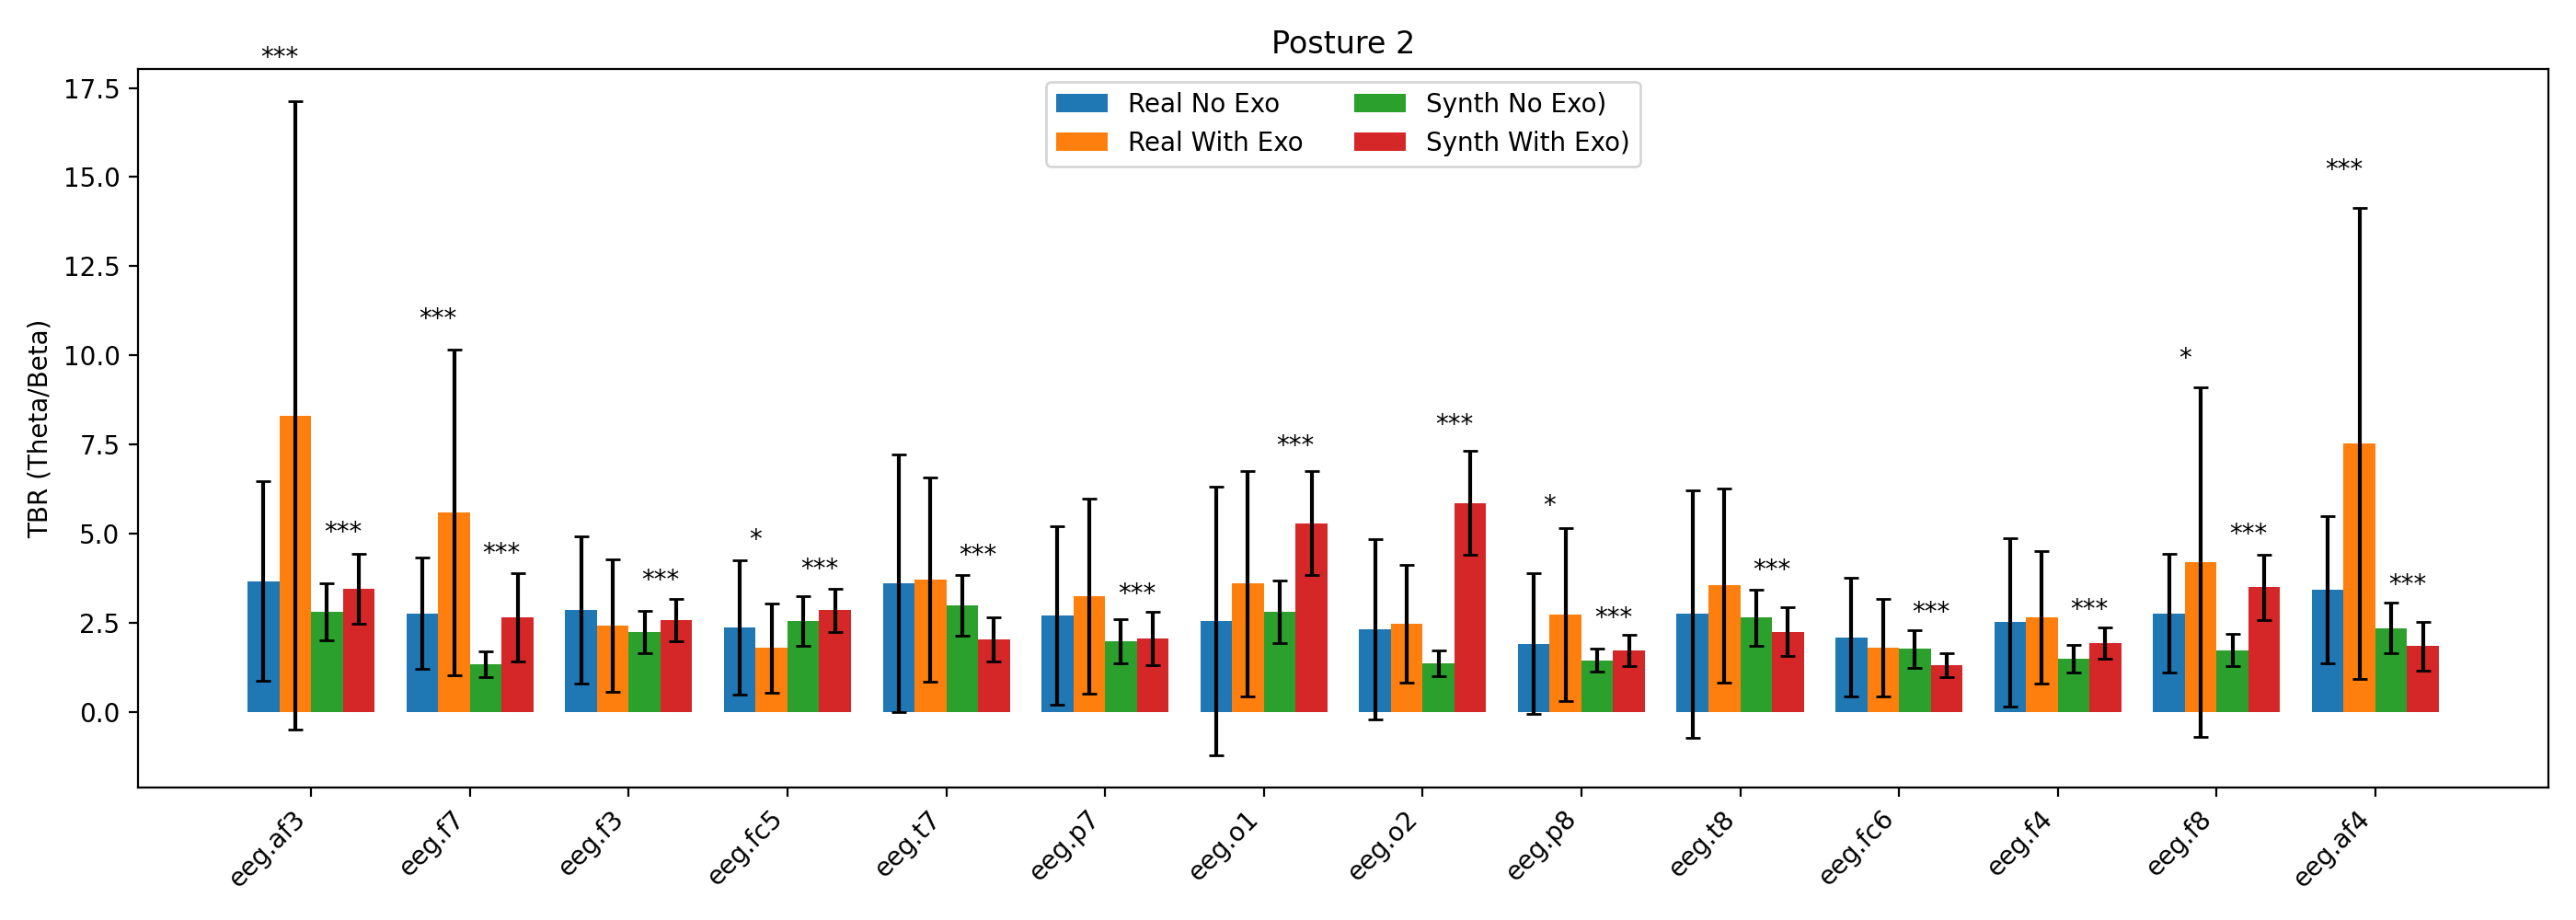 Posture 2
***
17.5
15.0
12.5
10.0
7.5
5.0
2.5
0.0
TBR (Theta/Beta)
Real No Exo
Real With Exo
Synth No Exo)
Synth With Exo)
***
***
*
***
***
***
*
***
***
***
***
*
***
***
***
***
***
***
***
eeg.af3
eeg.f7
eeg.f3
eeg.fc5
eeg.t7
eeg.p7
eeg.o1
eeg.o2
eeg.p8
eeg.t8
eeg.fc6
eeg.f4
eeg.f8
eeg.af4